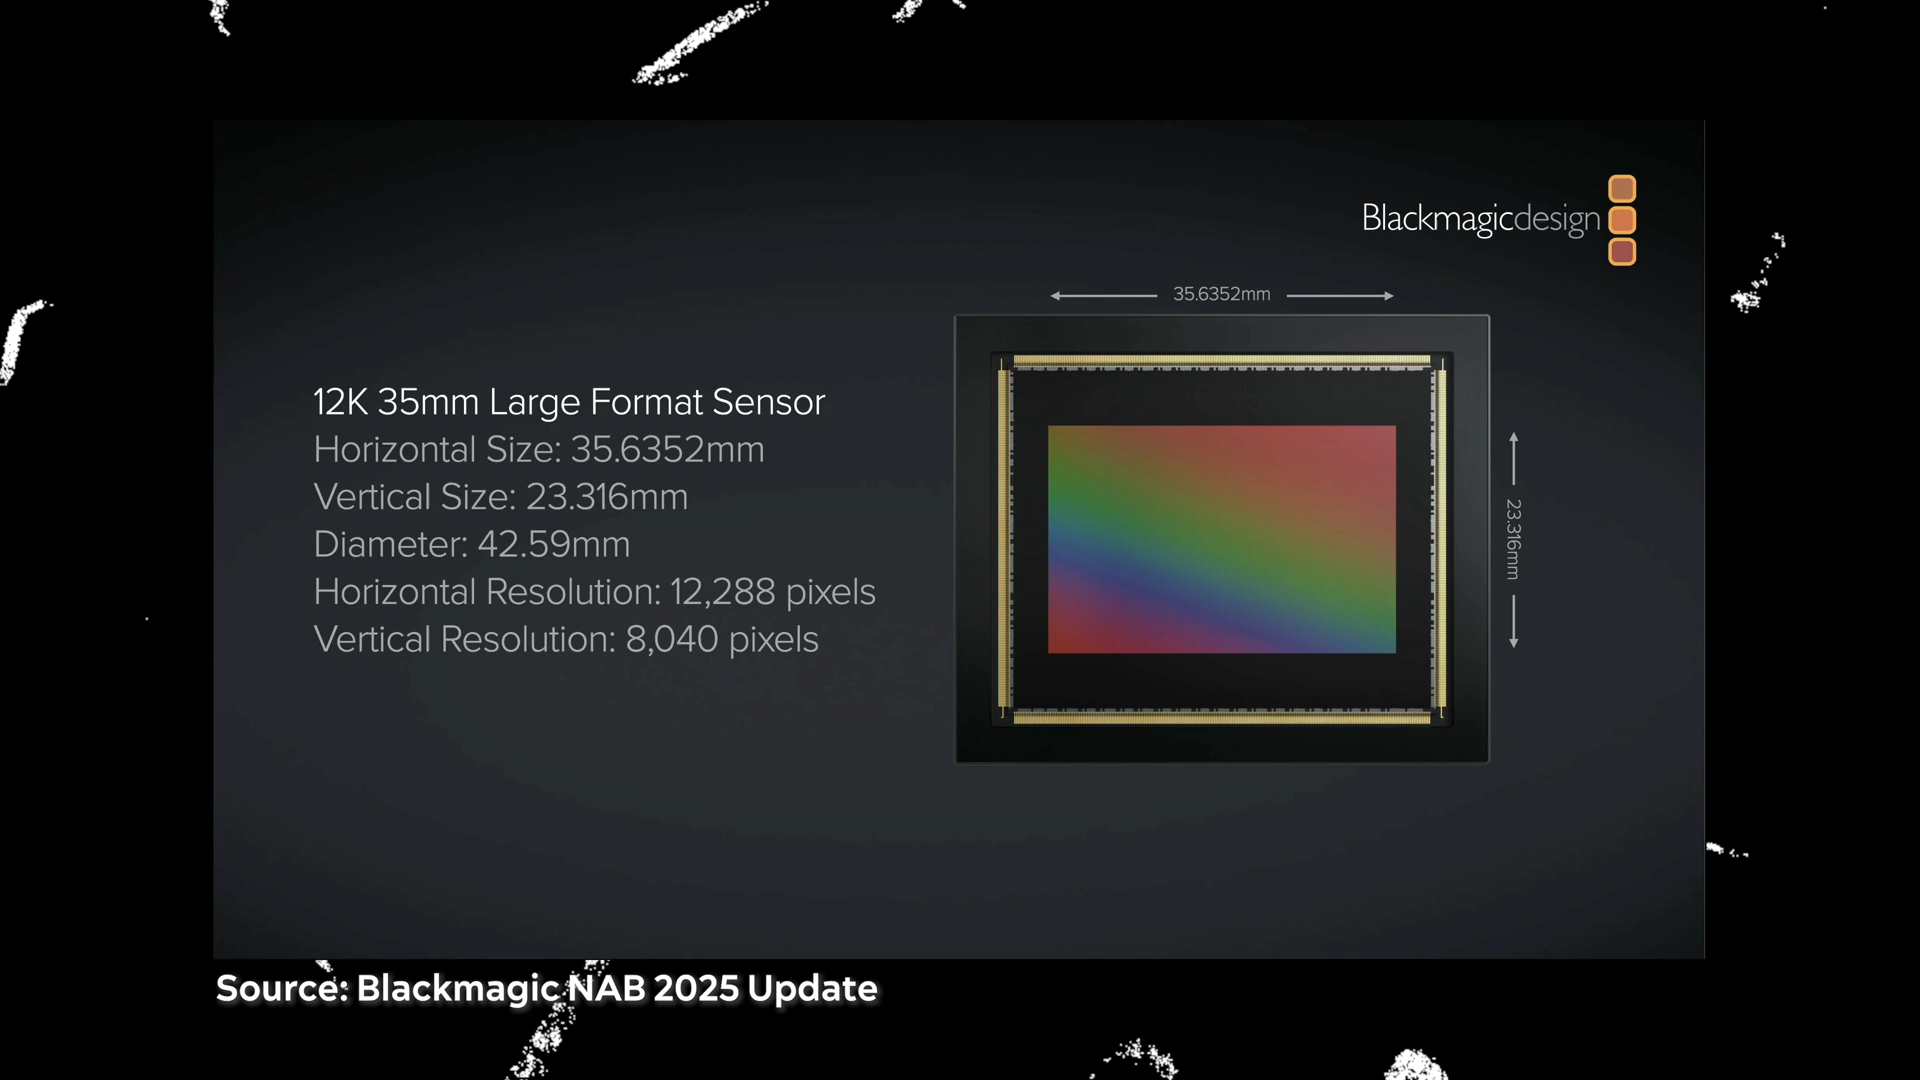 Blackmagicdesign
35.6352mm
12K 35mm Large Format Sensor
Horizontal Size: 35.6352mm
Vertical Size: 23.316mm
Diameter: 42.59mm
Horizontal Resolution: 12,288 pixels
Vertical Resolution: 8,040 pixels
23.316mm
Source: Blackmagic NAB 2025 Update